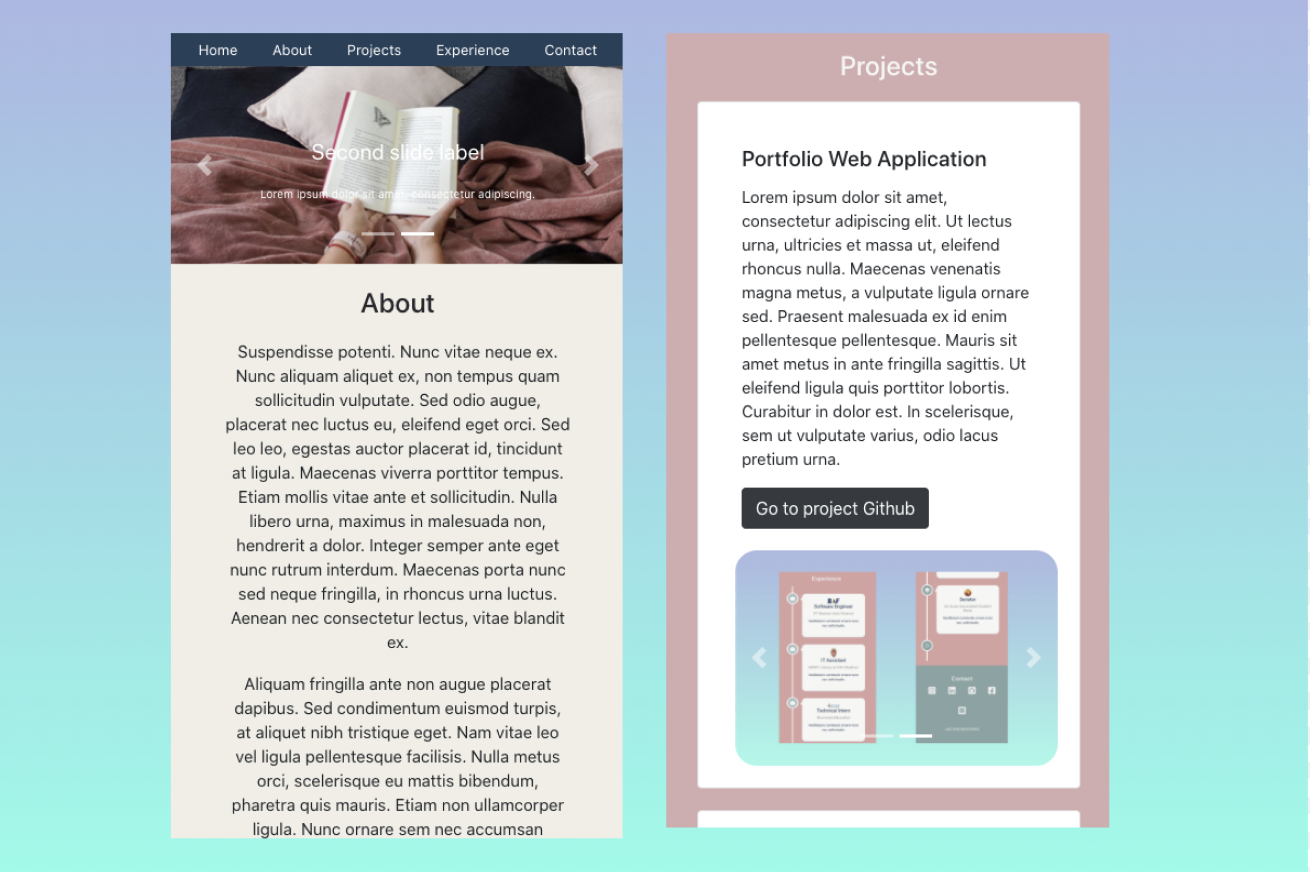 Home About Projects Experience Contact
Second slide label
Lorem ipsum dolor sit amet, consectetur adipiscing.
About
Suspendisse potenti. Nunc vitae neque ex.
Nunc aliquam aliquet ex, non tempus quam
sollicitudin vulputate. Sed odio augue,
placerat nec luctus eu, eleifend eget orci. Sed
leo leo, egestas auctor placerat id, tincidunt
at ligula. Maecenas viverra porttitor tempus.
Etiam mollis vitae ante et sollicitudin. Nulla
libero urna, maximus in malesuada non,
hendrerit a dolor. Integer semper ante eget
nunc rutrum interdum. Maecenas porta nunc
sed neque fringilla, in rhoncus urna luctus.
Aenean nec consectetur lectus, vitae blandit
ex.
Aliquam fringilla ante non augue placerat
dapibus. Sed condimentum euismod turpis,
at aliquet nibh tristique eget. Nam vitae leo
vel ligula pellentesque facilisis. Nulla metus
orci, scelerisque eu mattis bibendum,
pharetra quis mauris. Etiam non ullamcorper
ligula. Nunc ornare sem nec accumsan
Projects
Portfolio Web Application
Lorem ipsum dolor sit amet,
consectetur adipiscing elit. Ut lectus
urna, ultricies et massa ut, eleifend
rhoncus nulla. Maecenas venenatis
magna metus, a vulputate ligula ornare
sed. Praesent malesuada ex id enim
pellentesque pellentesque. Mauris sit
amet metus in ante fringilla sagittis. Ut
eleifend ligula quis porttitor lobortis.
Curabitur in dolor est. In scelerisque,
sem ut vulputate varius, odio lacus
pretium urna.
Go to project Github
Experience
Software Engineer
IT Assistant
Technical Intern
Senator
Contact